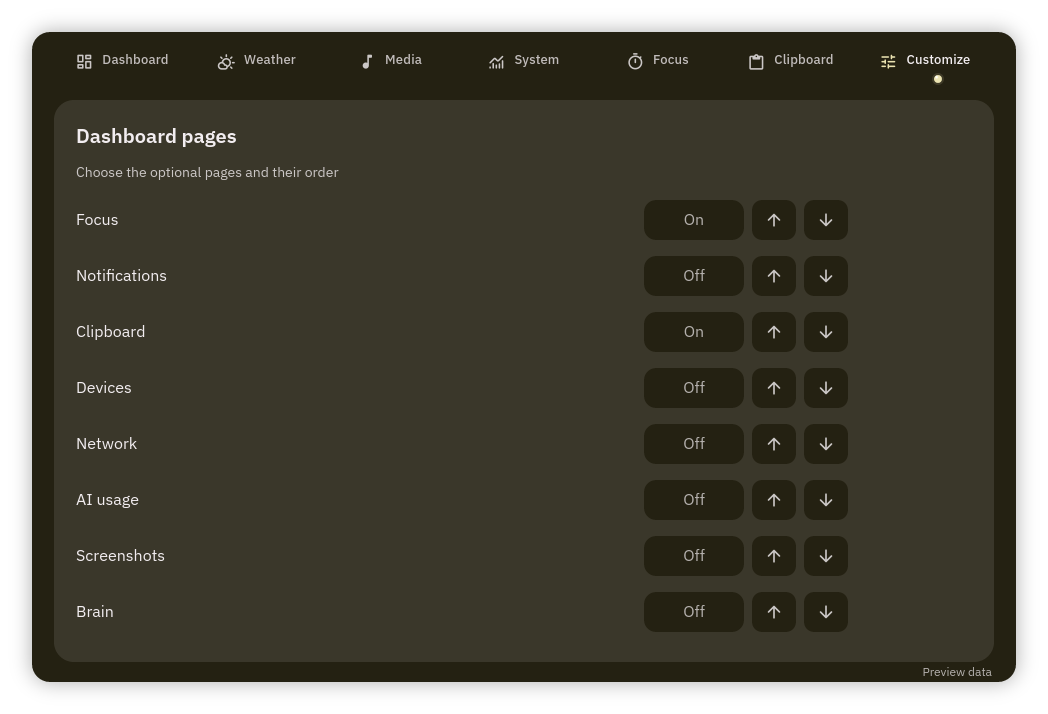 Dashboard Weather Media System Focus Clipboard Customize
Dashboard pages
Choose the optional pages and their order
Focus On
Notifications Off
Clipboard On
Devices Off
Network Off
AI usage Off
Screenshots Off
Brain Off
Preview data